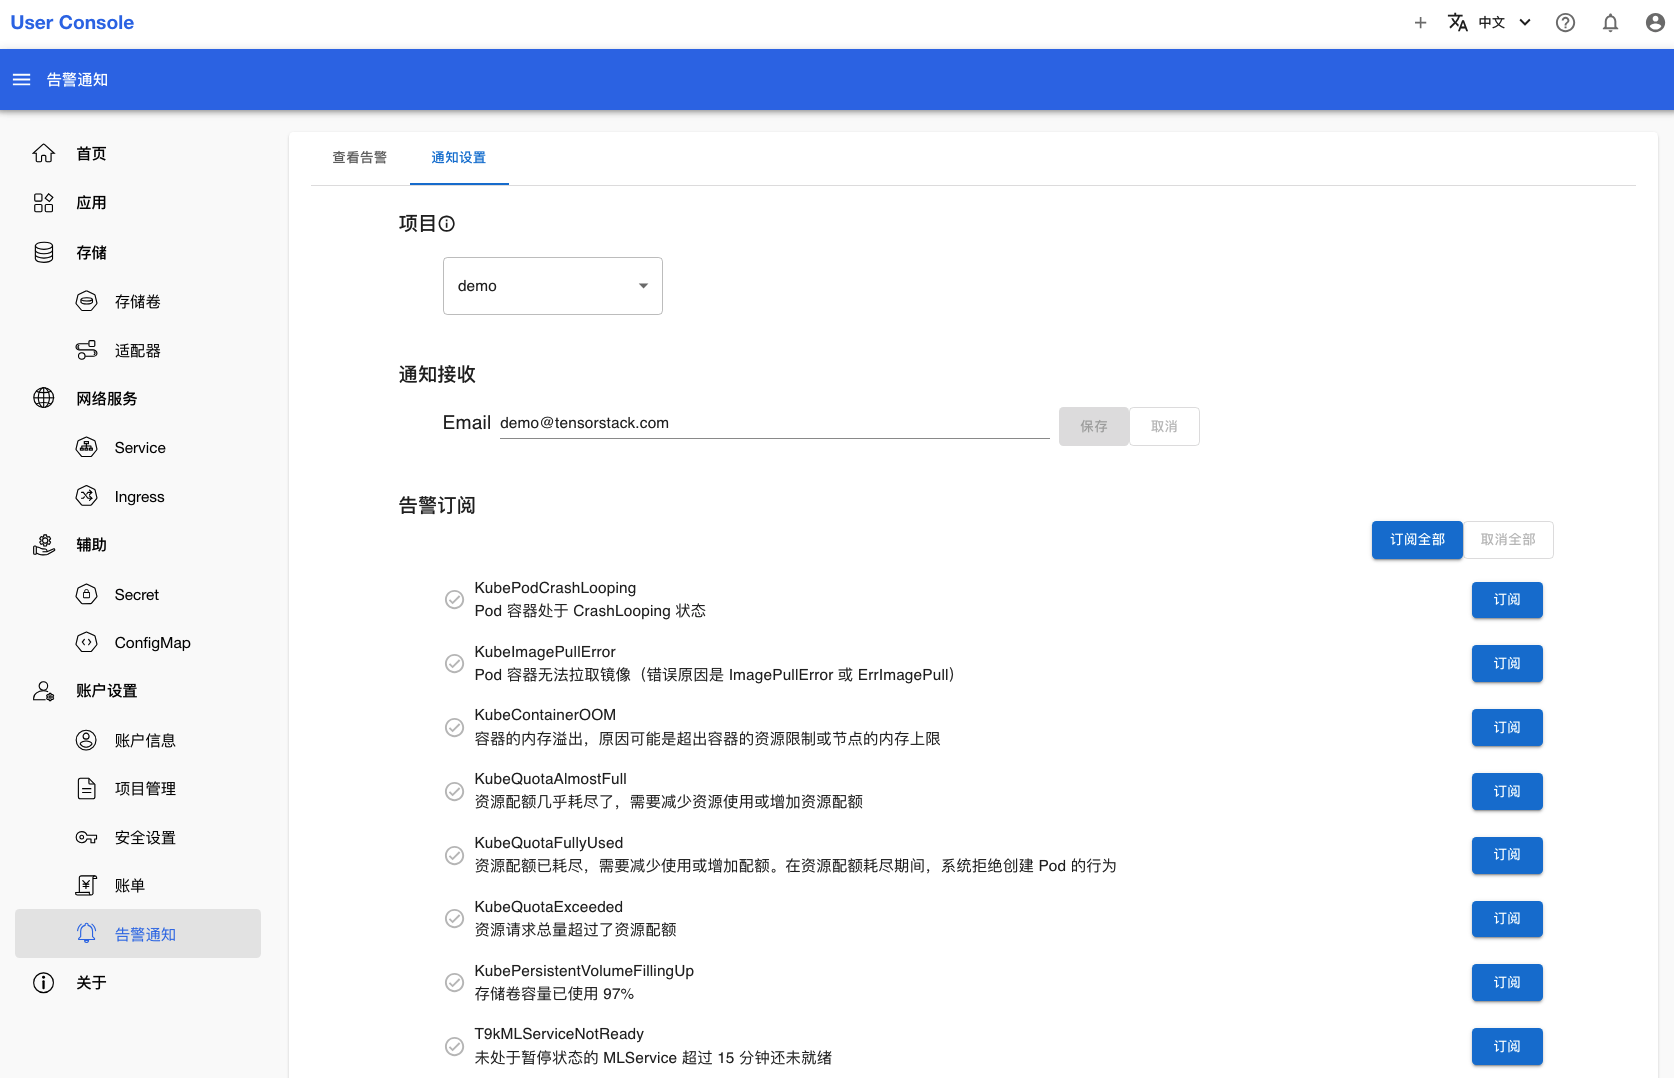 User Console
中文
告警通知
首页
应用
存储
存储卷
适配器
网络服务
Service
Ingress
辅助
Secret
ConfigMap
账户设置
账户信息
项目管理
安全设置
账单
告警通知
关于
查看告警
通知设置
项目
demo
通知接收
Email demo@tensorstack.com
保存
取消
告警订阅
订阅全部
取消全部
KubePodCrashLooping
Pod 容器处于 CrashLooping 状态
订阅
KubeImagePullError
Pod 容器无法拉取镜像（错误原因是 ImagePullError 或 ErrImagePull）
订阅
KubeContainerOOM
容器的内存溢出，原因可能是超出容器的资源限制或节点的内存上限
订阅
KubeQuotaAlmostFull
资源配额几乎耗尽了，需要减少资源使用或增加资源配额
订阅
KubeQuotaFullyUsed
资源配额已耗尽，需要减少使用或增加配额。在资源配额耗尽期间，系统拒绝创建 Pod 的行为
订阅
KubeQuotaExceeded
资源请求总量超过了资源配额
订阅
KubePersistentVolumeFillingUp
存储卷容量已使用 97%
订阅
T9kMLServiceNotReady
未处于暂停状态的 MLService 超过 15 分钟还未就绪
订阅